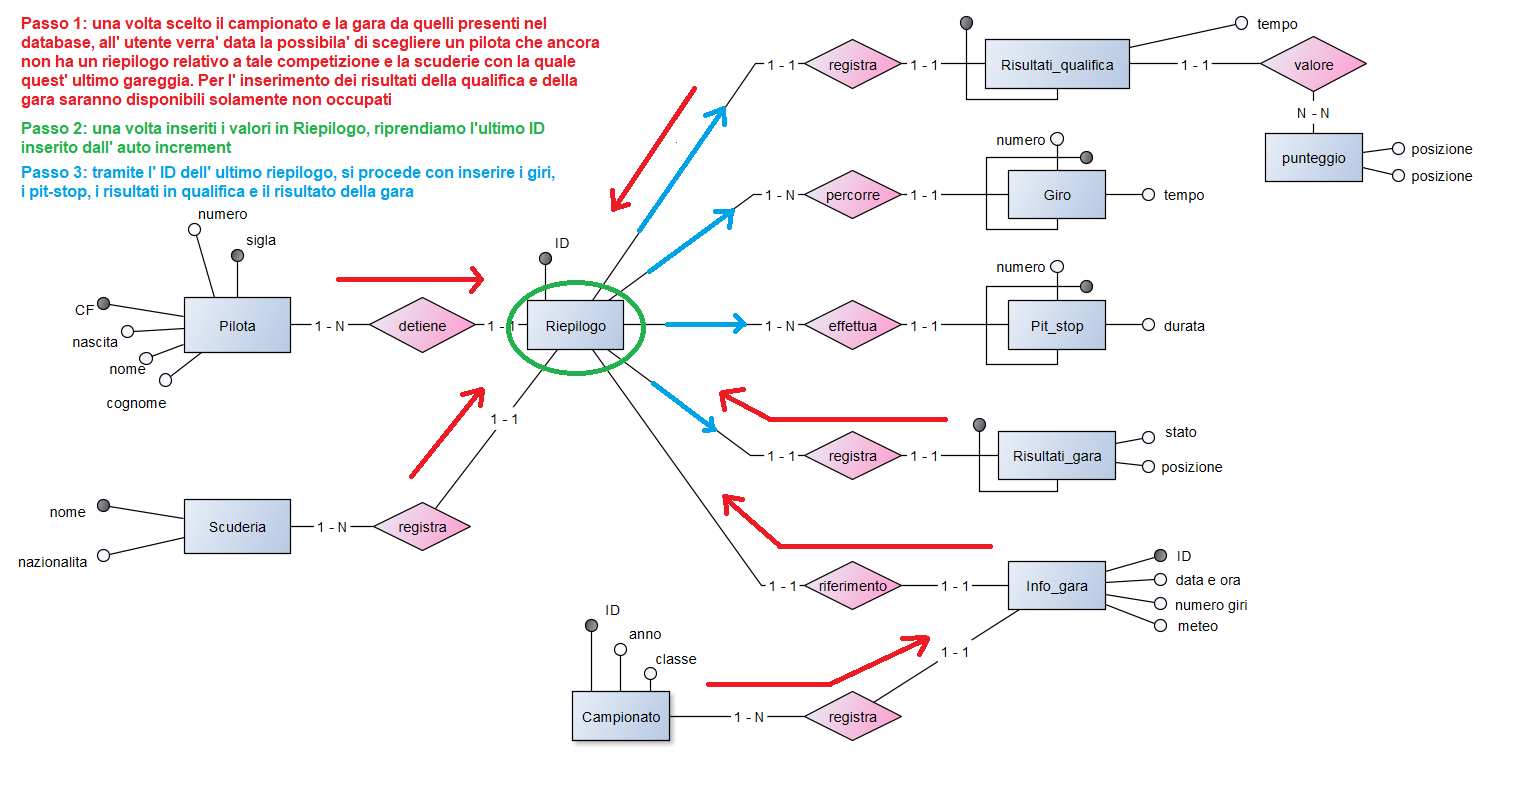 Passo 1: una volta scelto il campionato e la gara da quelli presenti nel
database, all' utente verra' data la possibila' di scegliere un pilota che ancora
non ha un riepilogo relativo a tale competizione e la scuderie con la quale
quest' ultimo gareggia. Per l' inserimento dei risultati della qualifica e della
gara saranno disponibili solamente non occupati
Passo 2: una volta inseriti i valori in Riepilogo, riprendiamo l'ultimo ID
inserito dall' auto increment
Passo 3: tramite l' ID dell' ultimo riepilogo, si procede con inserire i giri,
i pit-stop, i risultati in qualifica e il risultato della gara
tempo
1 - 1
registra
1 - 1
Risultati_qualifica
1 - 1
valore
N - N
punteggio
posizione
posizione
numero
1 - N
percorre
1 - 1
Giro
tempo
numero
sigla
CF
nascita
nome
cognome
Pilota
1 - N
detiene
1 - 1
ID
Riepilogo
numero
1 - N
effettua
1 - 1
Pit_stop
durata
1 - 1
1 - 1
registra
1 - 1
Risultati_gara
stato
posizione
nome
nazionalita
Scuderia
1 - N
registra
1 - 1
riferimento
1 - 1
Info_gara
ID
data e ora
numero giri
meteo
ID
anno
classe
1 - 1
Campionato
1 - N
registra